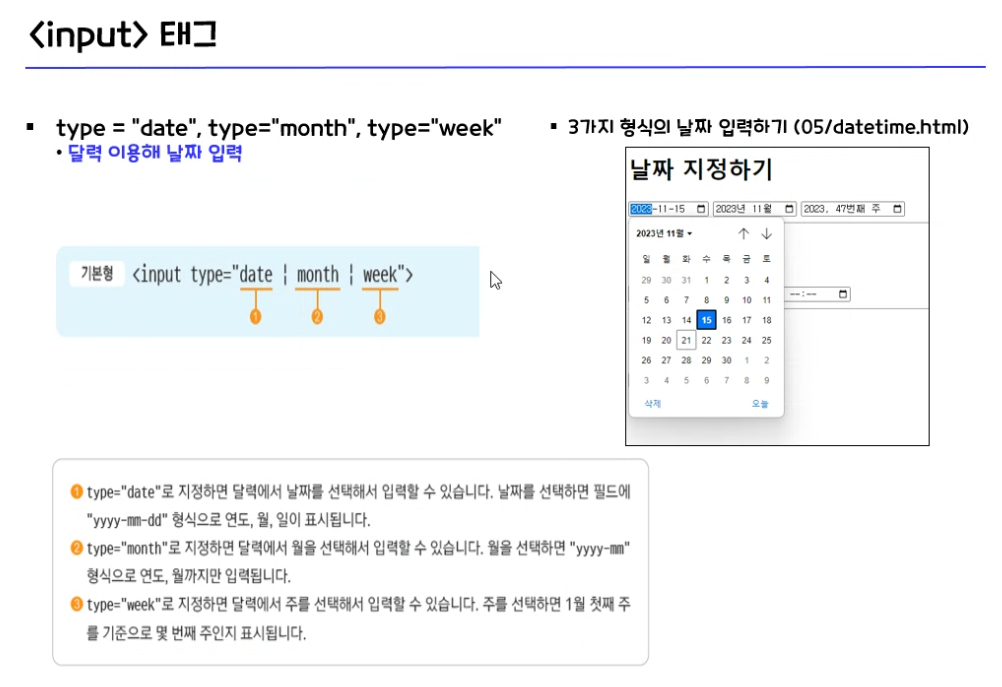 <input> 태그
▪ type = "date", type="month", type="week"
• 달력 이용해 날짜 입력
기본형 <input type="date | month | week">
1 2 3
▪ 3가지 형식의 날짜 입력하기 (05/datetime.html)
날짜 지정하기
2023-11-15 2023년 11월 2023, 47번째 주
2023년 11월
일 월 화 수 목 금 토
29 30 31 1 2 3 4
5 6 7 8 9 10 11
12 13 14 15 16 17 18
19 20 21 22 23 24 25
26 27 28 29 30 1 2
3 4 5 6 7 8 9
삭제 오늘
--:--
1 type="date"로 지정하면 달력에서 날짜를 선택해서 입력할 수 있습니다. 날짜를 선택하면 필드에
"yyyy-mm-dd" 형식으로 연도, 월, 일이 표시됩니다.
2 type="month"로 지정하면 달력에서 월을 선택해서 입력할 수 있습니다. 월을 선택하면 "yyyy-mm"
형식으로 연도, 월까지만 입력됩니다.
3 type="week"로 지정하면 달력에서 주를 선택해서 입력할 수 있습니다. 주를 선택하면 1월 첫째 주
를 기준으로 몇 번째 주인지 표시됩니다.